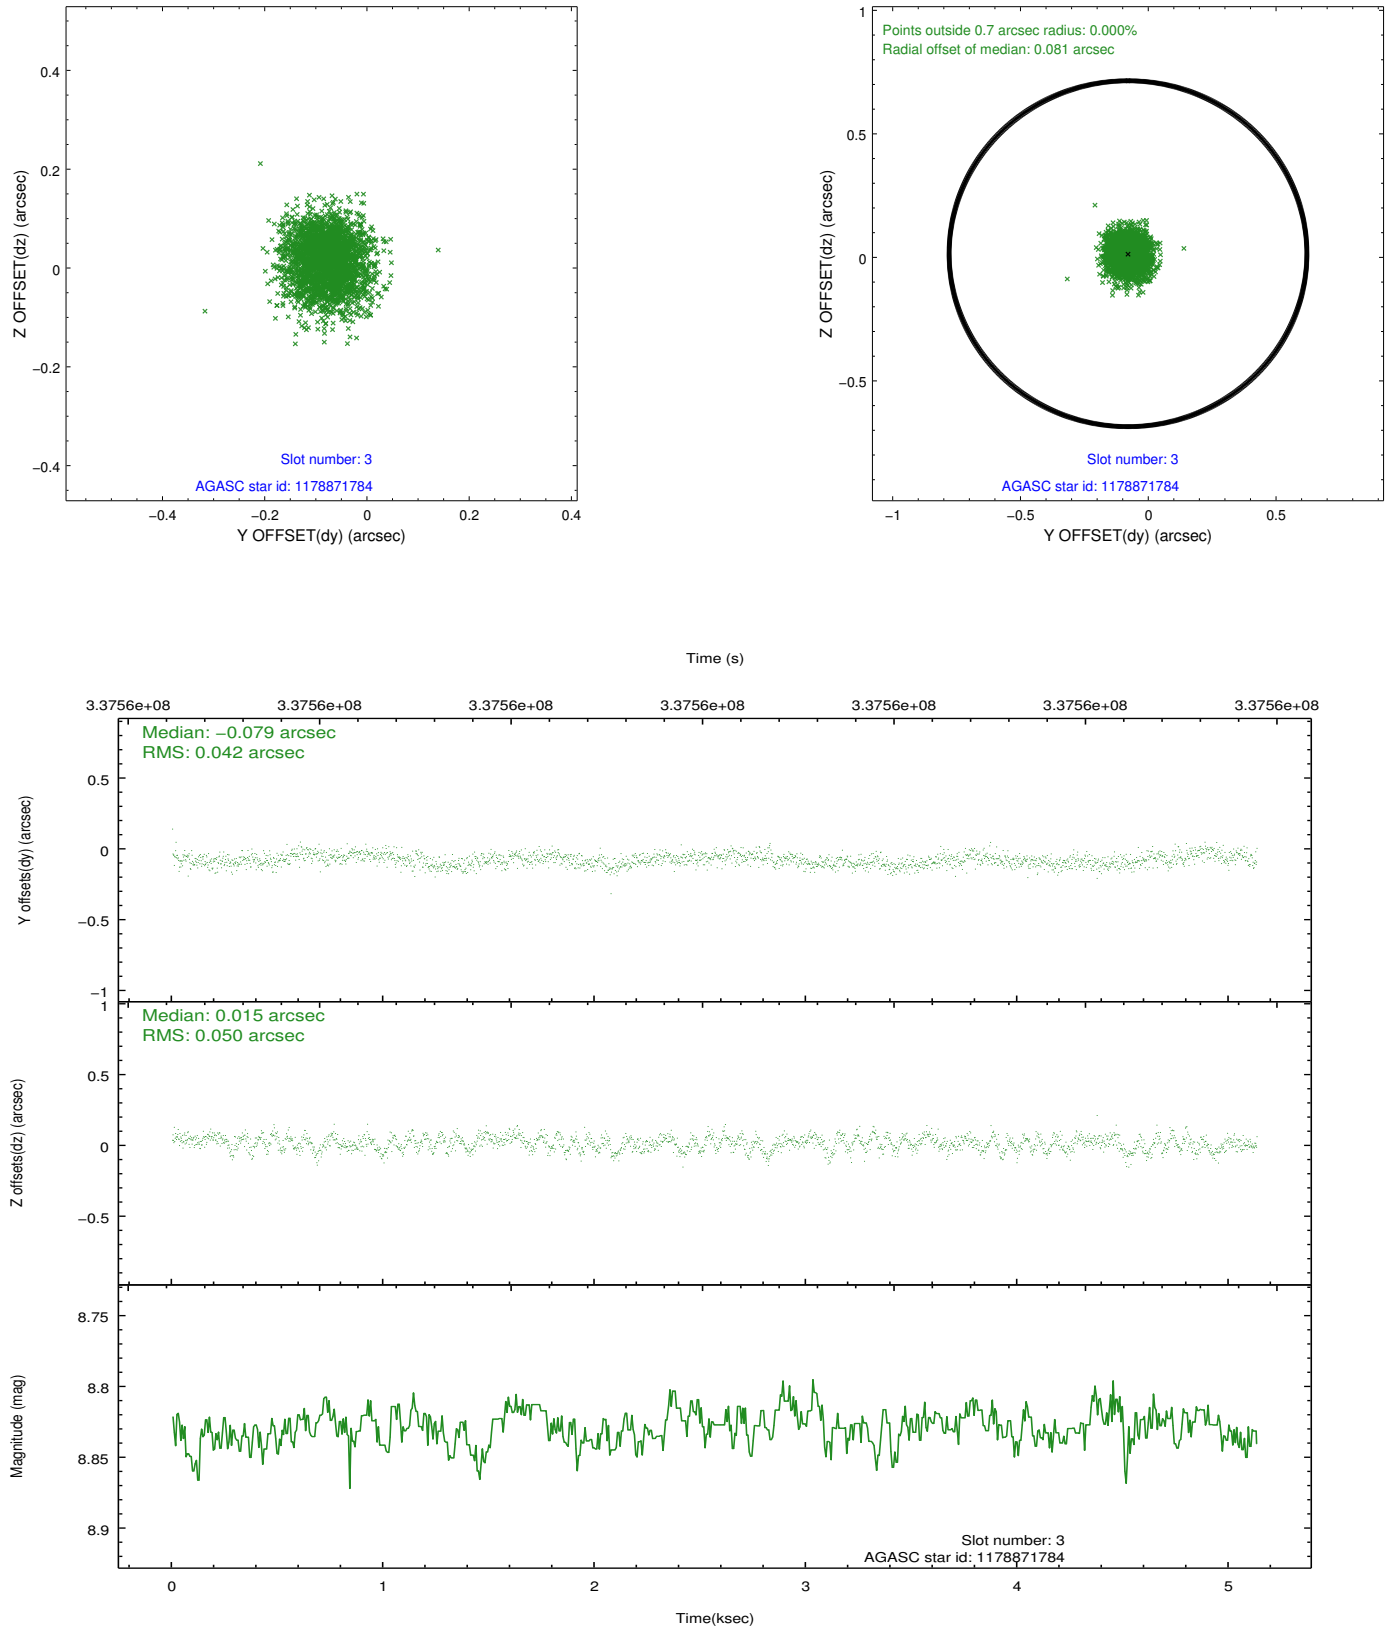 0.4
0.2
0
−0.2
−0.4
Z OFFSET(dz) (arcsec)
Slot number: 3
AGASC star id: 1178871784
−0.4 −0.2 0 0.2 0.4
Y OFFSET(dy) (arcsec)
Points outside 0.7 arcsec radius: 0.000%
Radial offset of median: 0.081 arcsec
1
0.5
0
−0.5
Z OFFSET(dz) (arcsec)
Slot number: 3
AGASC star id: 1178871784
−1 −0.5 0 0.5
Y OFFSET(dy) (arcsec)
Time (s)
3.3756e+08 3.3756e+08 3.3756e+08 3.3756e+08 3.3756e+08 3.3756e+08 3.3756e+08
Median: −0.079 arcsec
RMS: 0.042 arcsec
0.5
0
−0.5
−1
Y offsets(dy) (arcsec)
Median: 0.015 arcsec
RMS: 0.050 arcsec
1
0.5
0
−0.5
Z offsets(dz) (arcsec)
8.75
8.8
8.85
8.9
Magnitude (mag)
Slot number: 3
AGASC star id: 1178871784
0 1 2 3 4 5
Time(ksec)